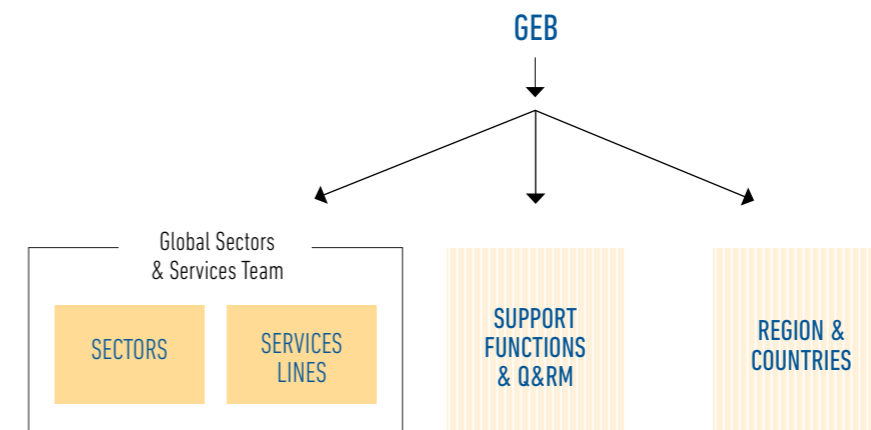 GEB
Global Sectors
& Services Team
SECTORS
SERVICES
LINES
SUPPORT
FUNCTIONS
& Q&RM
REGION &
COUNTRIES